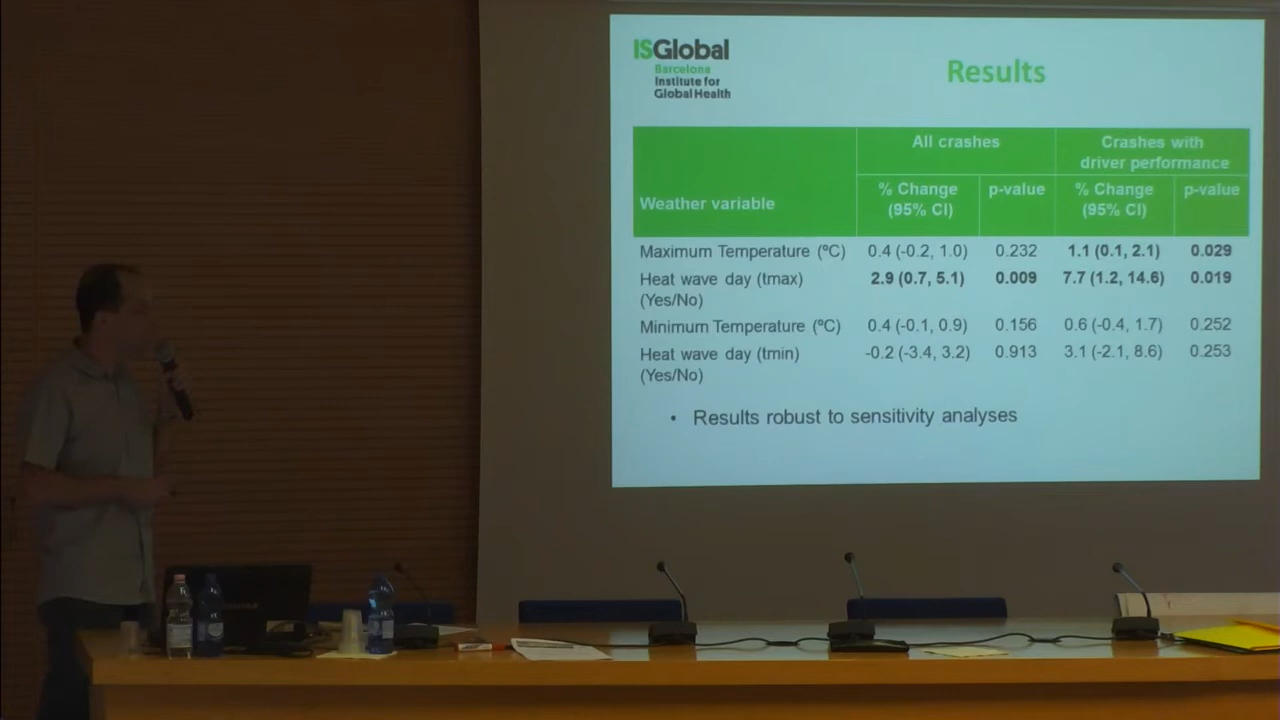 ISGlobal
Barcelona
Institute for
Global Health
Results
All crashes
Crashes with
driver performance
Weather variable
% Change
(95% CI)
p-value
% Change
(95% CI)
p-value
Maximum Temperature (ºC) 0.4 (-0.2, 1.0) 0.232 1.1 (0.1, 2.1) 0.029
Heat wave day (tmax) 2.9 (0.7, 5.1) 0.009 7.7 (1.2, 14.6) 0.019
(Yes/No)
Minimum Temperature (ºC) 0.4 (-0.1, 0.9) 0.156 0.6 (-0.4, 1.7) 0.252
Heat wave day (tmin) -0.2 (-3.4, 3.2) 0.913 3.1 (-2.1, 8.6) 0.253
(Yes/No)
• Results robust to sensitivity analyses